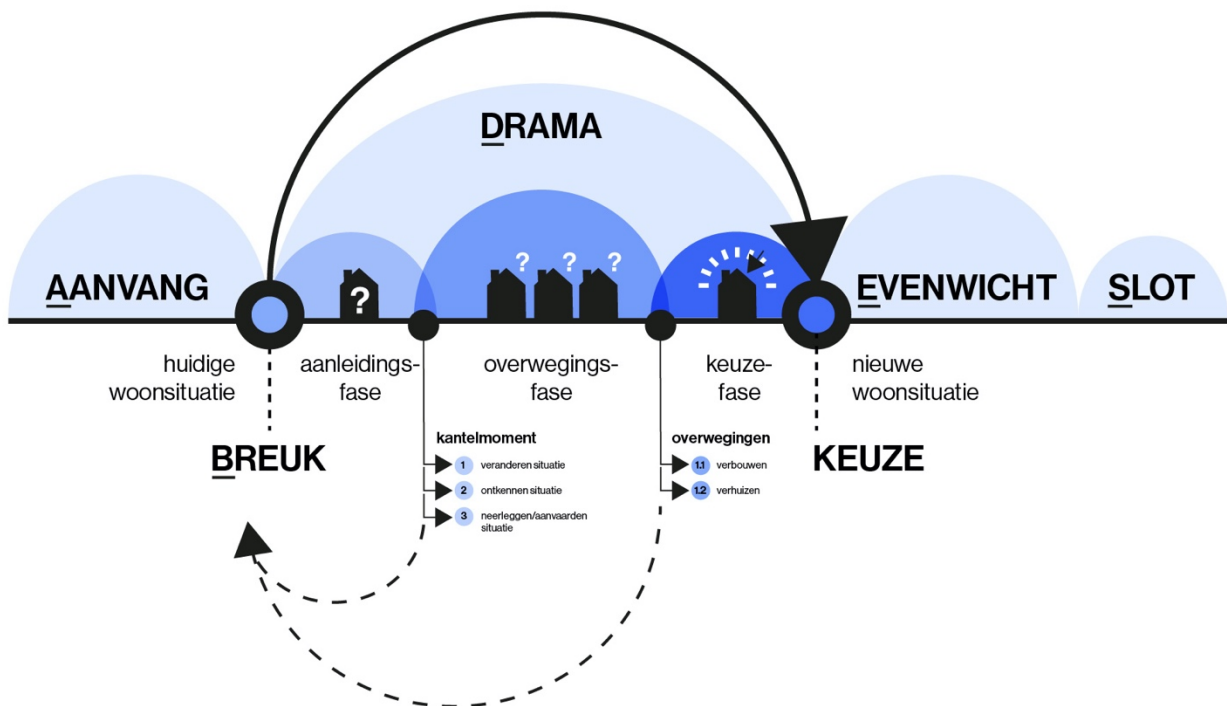 DRAMA
AANVANG
EVENWICHT
SLOT
?
? ? ?
huidige
woonsituatie
aanleidings-
fase
overwegings-
fase
keuze-
fase
nieuwe
woonsituatie
BREUK
kantelmoment
1 veranderen situatie
2 ontkennen situatie
3 neerleggen/aanvaarden
situatie
overwegingen
1.1 verbouwen
1.2 verhuizen
KEUZE